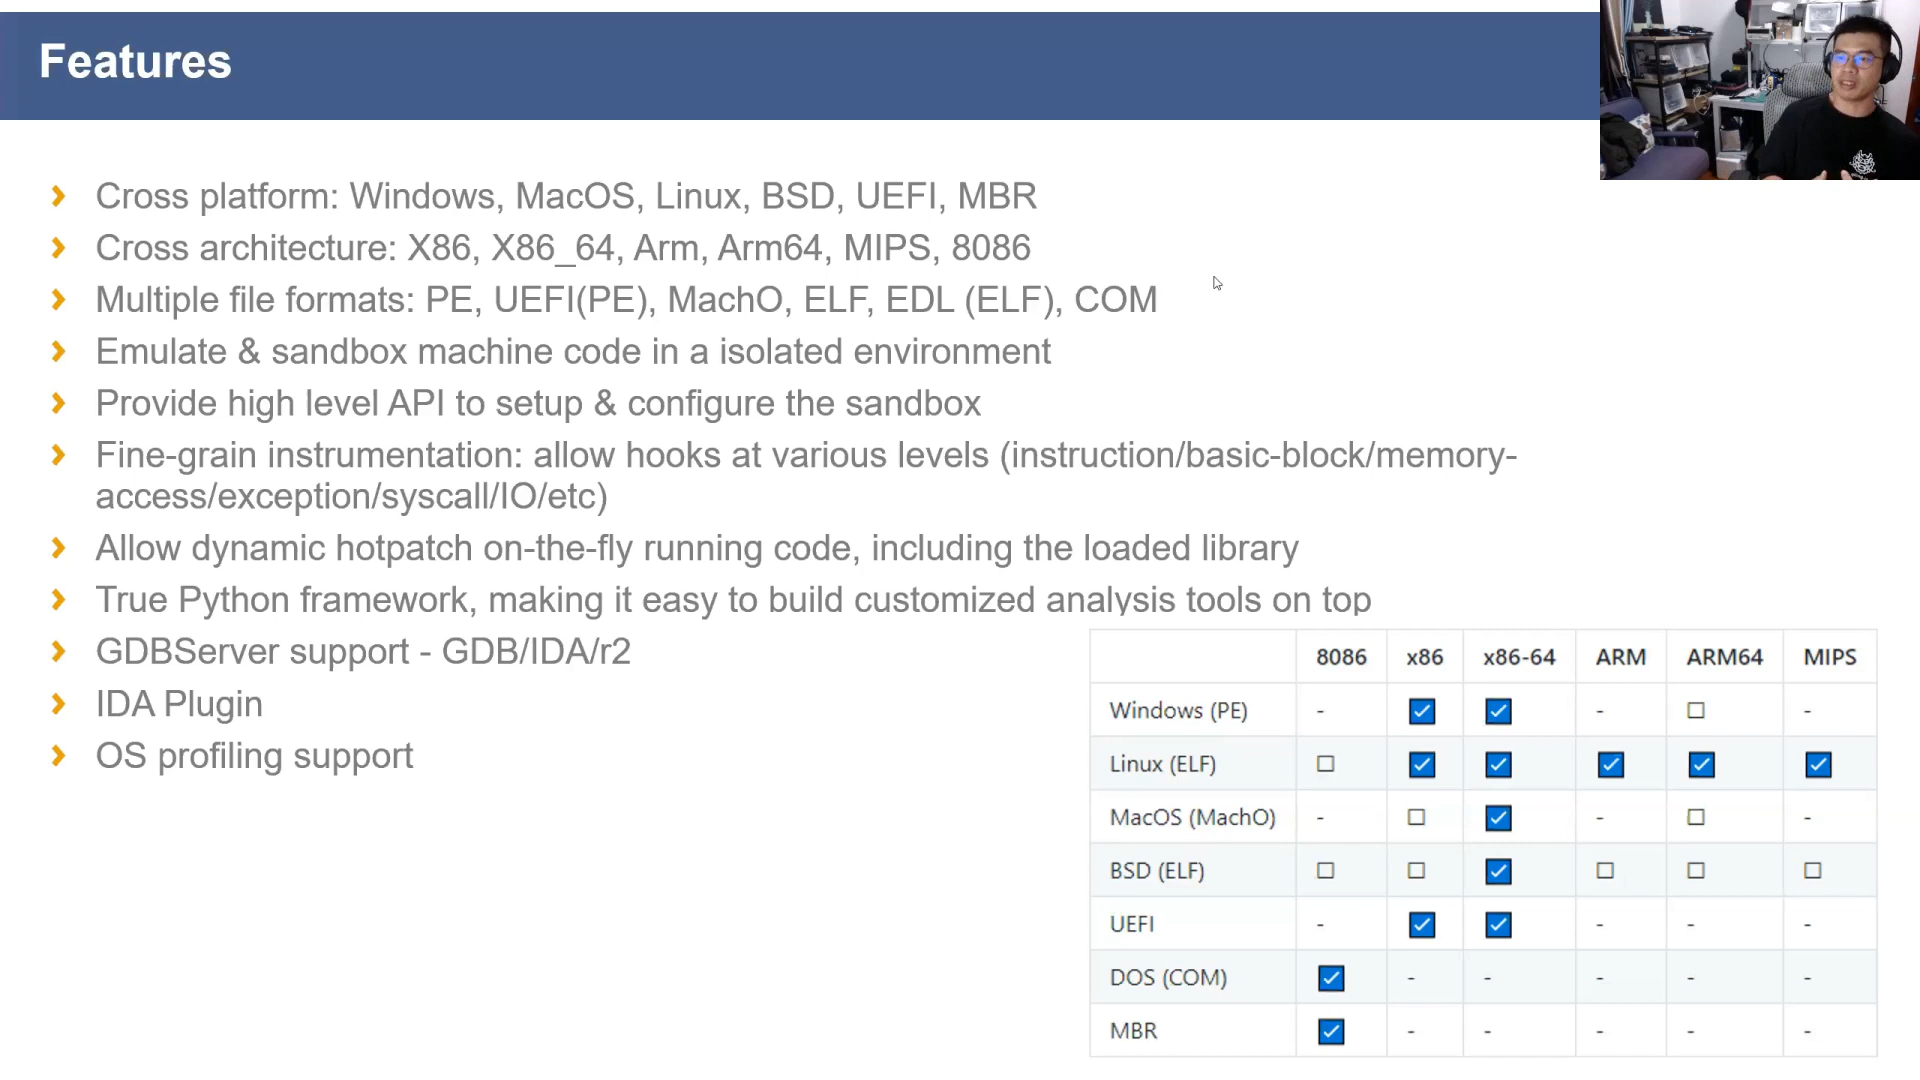 Features
Cross platform: Windows, MacOS, Linux, BSD, UEFI, MBR
Cross architecture: X86, X86_64, Arm, Arm64, MIPS, 8086
Multiple file formats: PE, UEFI(PE), MachO, ELF, EDL (ELF), COM
Emulate & sandbox machine code in a isolated environment
Provide high level API to setup & configure the sandbox
Fine-grain instrumentation: allow hooks at various levels (instruction/basic-block/memory-
access/exception/syscall/IO/etc)
Allow dynamic hotpatch on-the-fly running code, including the loaded library
True Python framework, making it easy to build customized analysis tools on top
GDBServer support - GDB/IDA/r2
IDA Plugin
OS profiling support
8086 x86 x86-64 ARM ARM64 MIPS
Windows (PE) - ☑ ☑ - ☐ -
Linux (ELF) ☐ ☑ ☑ ☑ ☑ ☑
MacOS (MachO) - ☐ ☑ - ☐ -
BSD (ELF) ☐ ☐ ☑ ☐ ☐ ☐
UEFI - ☑ ☑ - - -
DOS (COM) ☑ - - - - -
MBR ☑ - - - - -